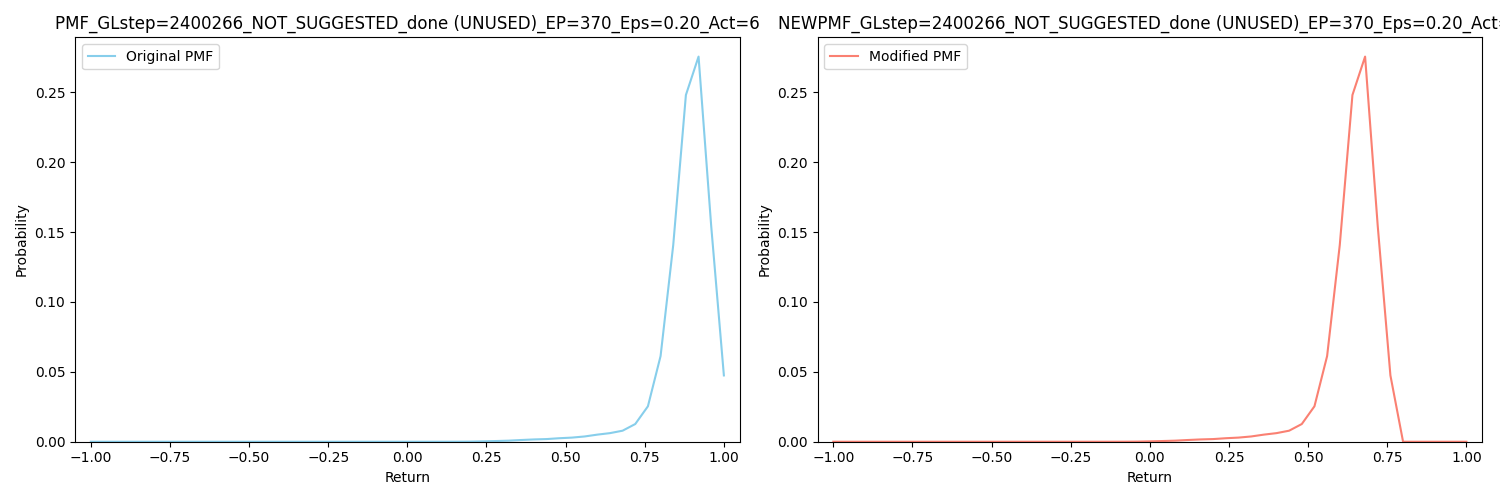 PMF_GLstep=2400266_NOT_SUGGESTED_done (UNUSED)_EP=370_Eps=0.20_Act=6
Original PMF
Probability
0.25
0.20
0.15
0.10
0.05
0.00
−1.00 −0.75 −0.50 −0.25 0.00 0.25 0.50 0.75 1.00
Return
NEWPMF_GLstep=2400266_NOT_SUGGESTED_done (UNUSED)_EP=370_Eps=0.20_Act=
Modified PMF
Probability
0.25
0.20
0.15
0.10
0.05
0.00
−1.00 −0.75 −0.50 −0.25 0.00 0.25 0.50 0.75 1.00
Return